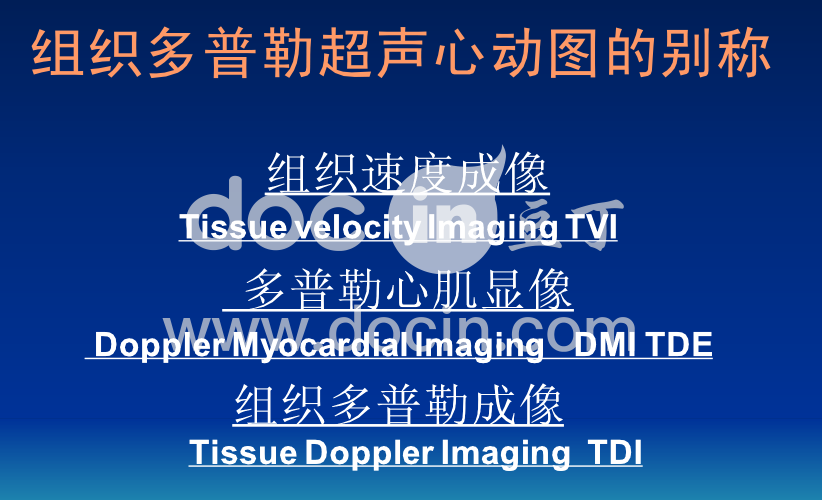 组织多普勒超声心动图的别称
组织速度成像
Tissue velocity Imaging TVI
多普勒心肌显像
Doppler Myocardial Imaging DMI TDE
组织多普勒成像
Tissue Doppler Imaging TDI
docin 豆丁
www.docin.com